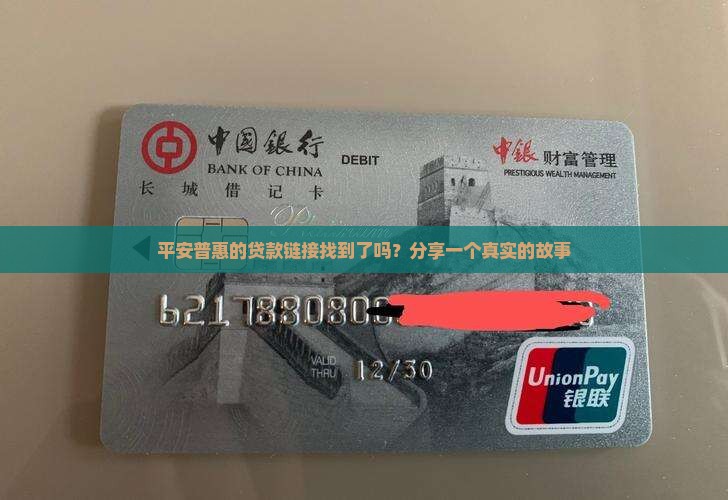 中国银行
BANK OF CHINA
DEBIT
中银 财富管理
PRESTIGIOUS WEALTH MANAGEMENT
长城借记卡
平安普惠的贷款链接找到了吗？分享一个真实的故事
621788080
VALID
THRU
12/30
UnionPay
银联